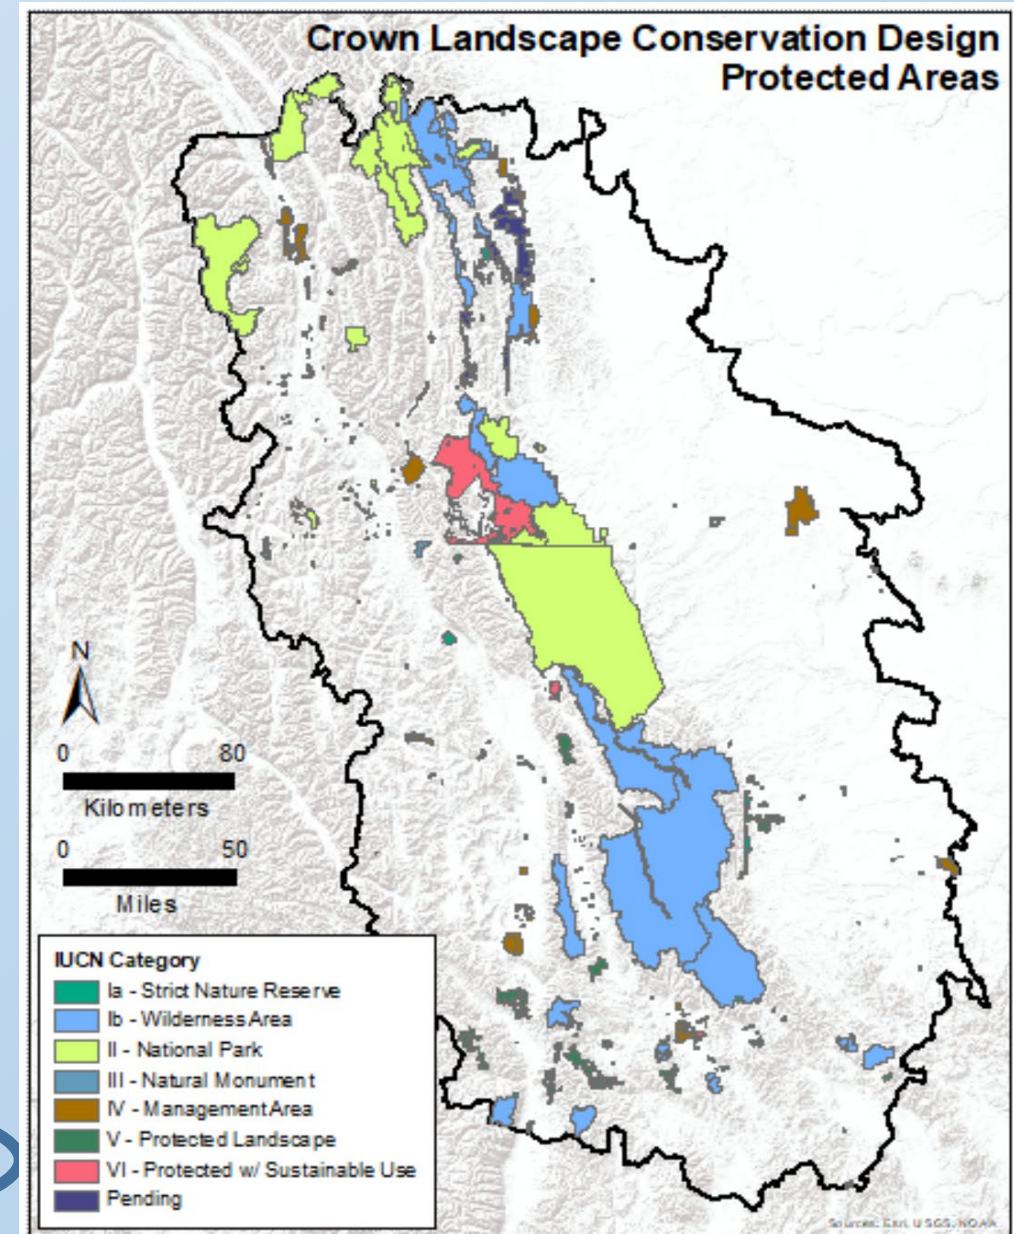 Crown Landscape Conservation Design
Protected Areas
N
0 80
Kilometers
0 50
Miles
IUCN Category
Ia - Strict Nature Reserve
Ib - Wilderness Area
II - National Park
III - Natural Monument
IV - Management Area
V - Protected Landscape
VI - Protected w/ Sustainable Use
Pending
Sources: Esri, USGS, NOAA